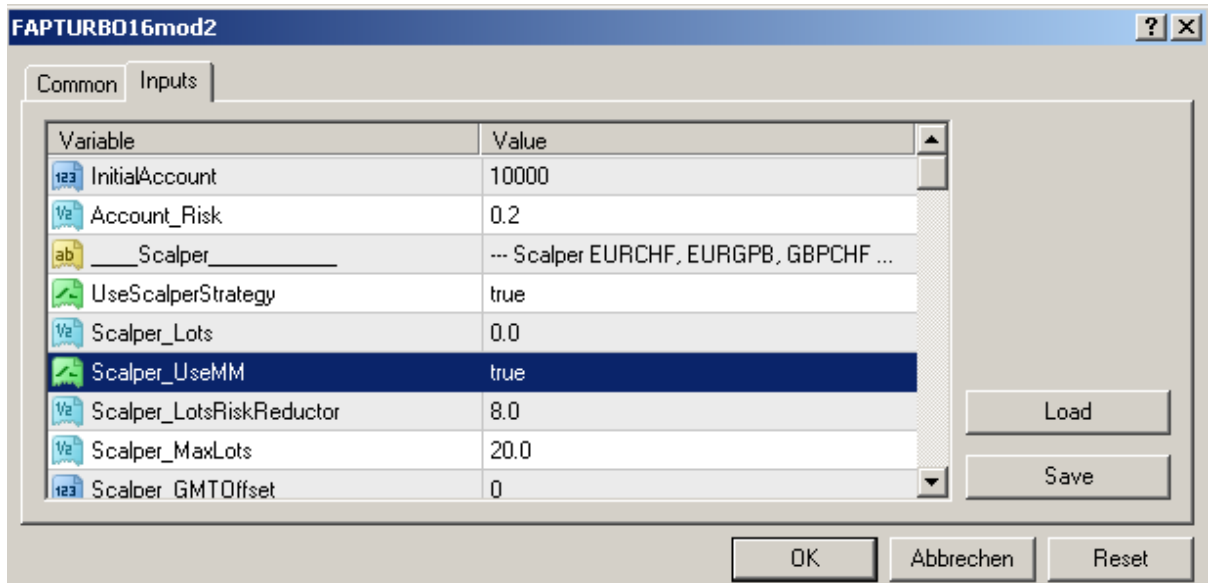 FAPTURBO16mod2
Common Inputs
Variable Value
InitialAccount 10000
Account_Risk 0.2
____Scalper___________ --- Scalper EURCHF, EURGPB, GBPCHF ...
UseScalperStrategy true
Scalper_Lots 0.0
Scalper_UseMM true
Scalper_LotsRiskReductor 8.0
Scalper_MaxLots 20.0
Scalper_GMTOffset 0
Load
Save
OK Abbrechen Reset